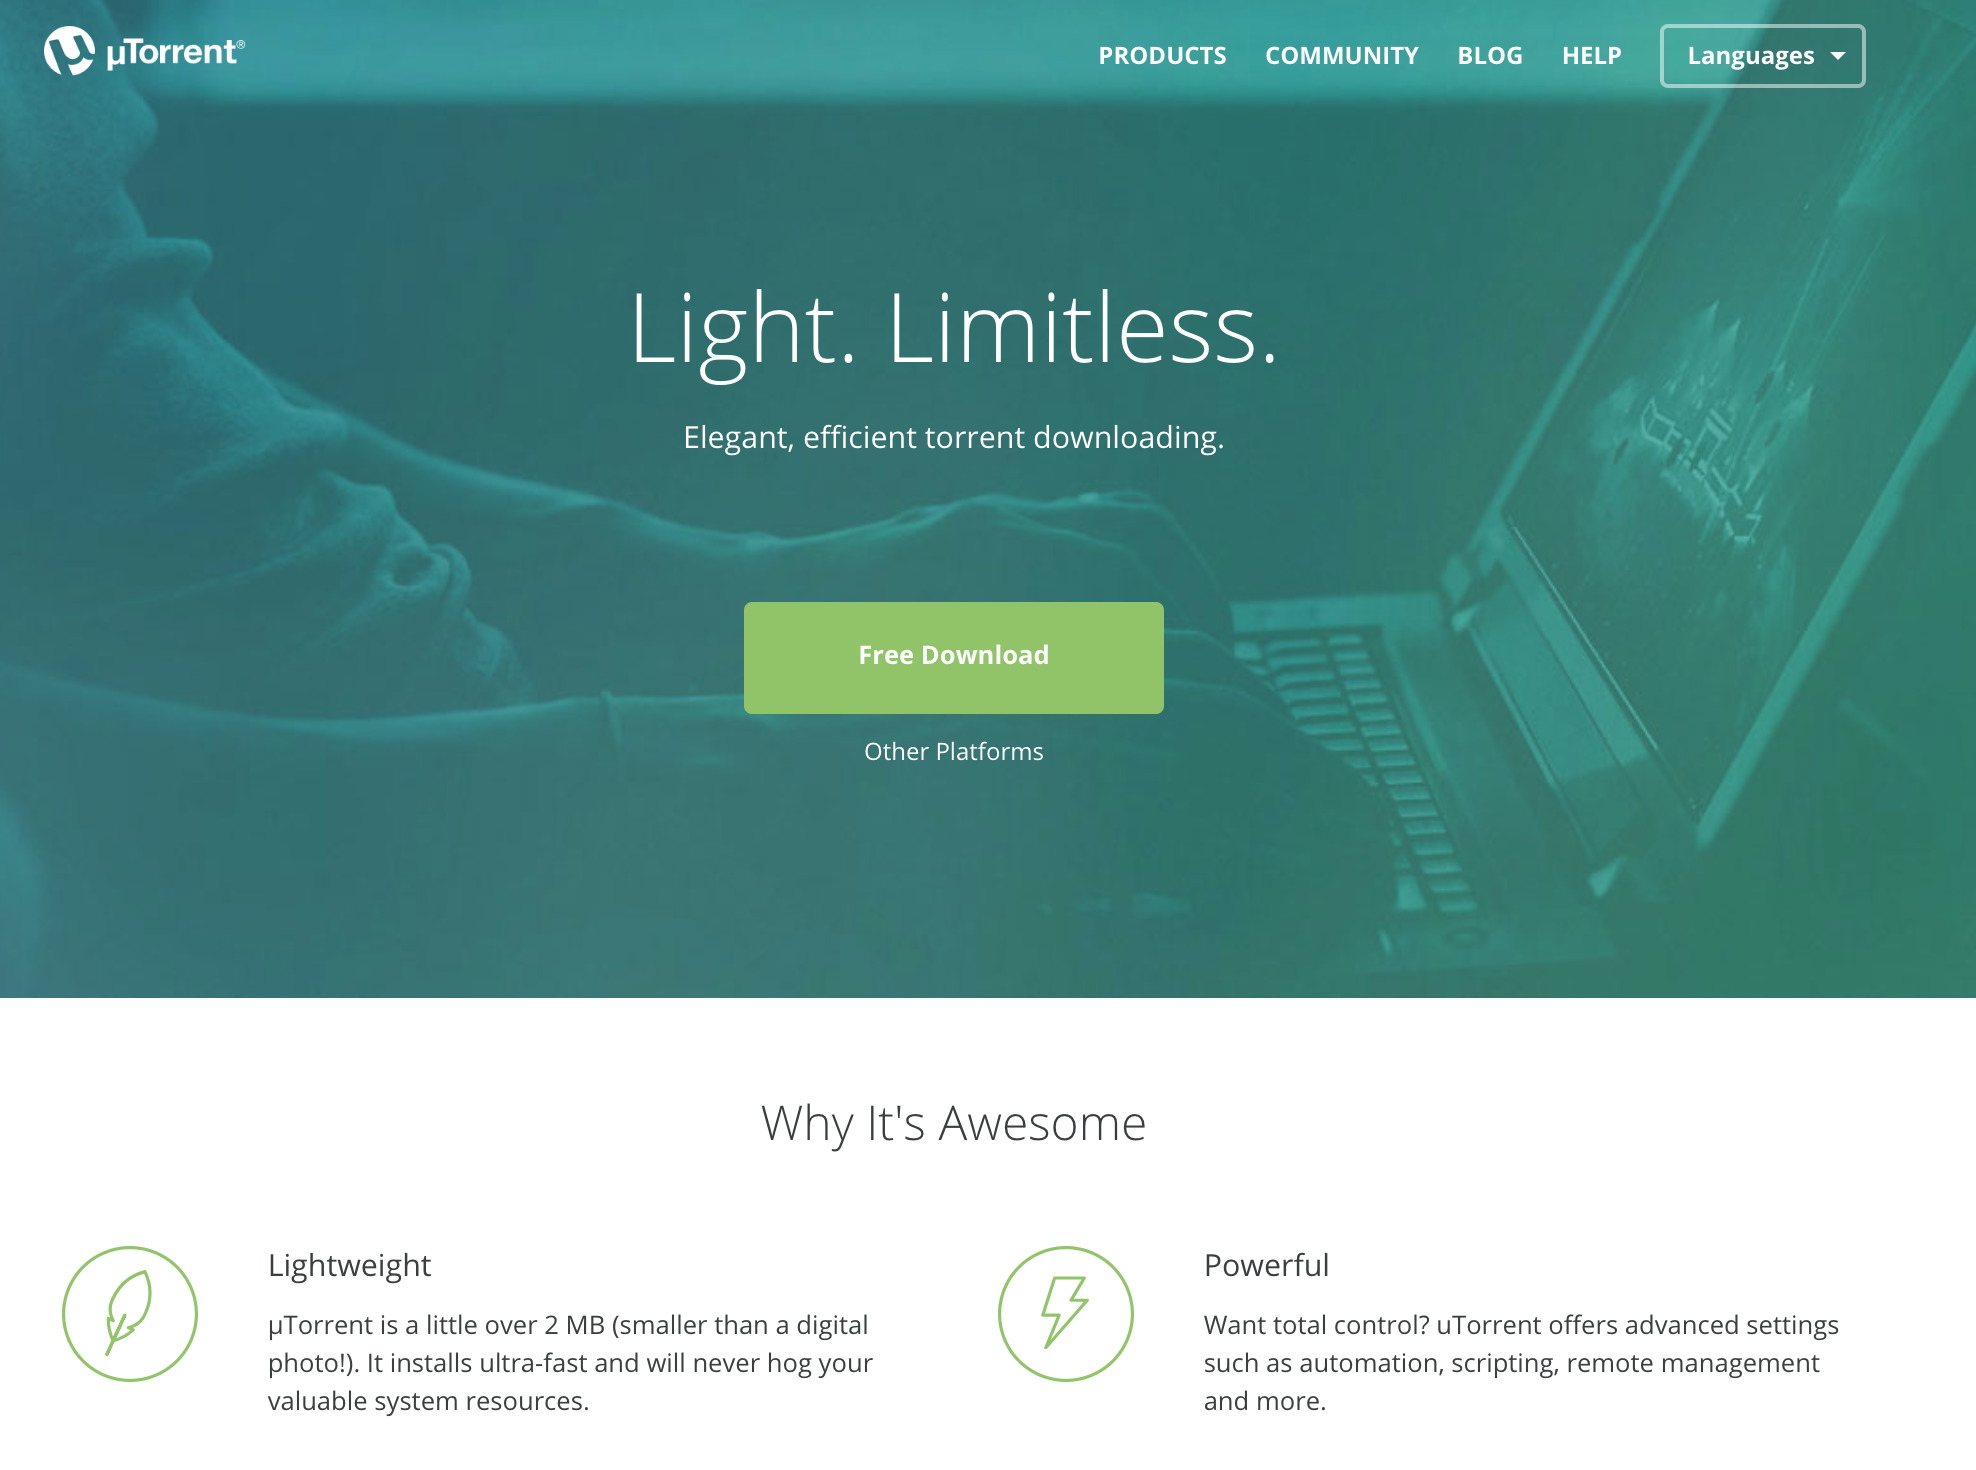 µTorrent®
PRODUCTS COMMUNITY BLOG HELP Languages
Light. Limitless.
Elegant, efficient torrent downloading.
Free Download
Other Platforms
Why It's Awesome
Lightweight
µTorrent is a little over 2 MB (smaller than a digital
photo!). It installs ultra-fast and will never hog your
valuable system resources.
Powerful
Want total control? uTorrent offers advanced settings
such as automation, scripting, remote management
and more.